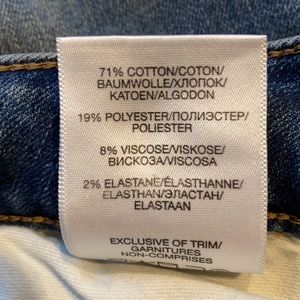 71% COTTON/COTON/
BAUMWOLLE/ХЛОПОК/
KATOEN/ALGODON
19% POLYESTER/ПОЛИЭСТЕР/
POLIESTER
8% VISCOSE/VISKOSE/
ВИСКОЗА/VISCOSA
2% ELASTANE/ÉLASTHANNE/
ELASTHAN/ЭЛАСТАН/
ELASTAAN
EXCLUSIVE OF TRIM/
GARNITURES
NON-COMPRISES